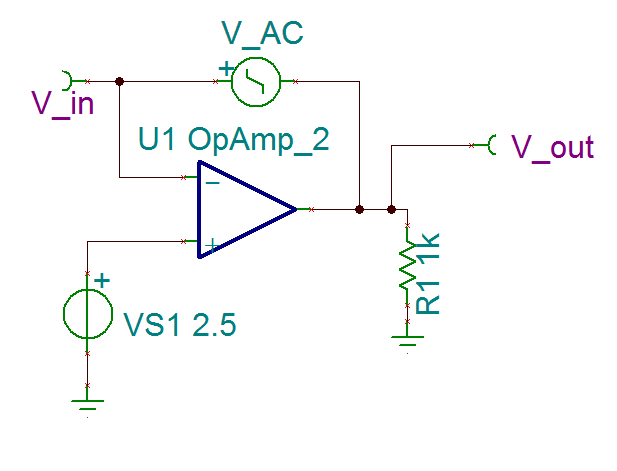 V_AC
+
V_in
U1 OpAmp_2
V_out
−
+
R1 1k
+
VS1 2.5